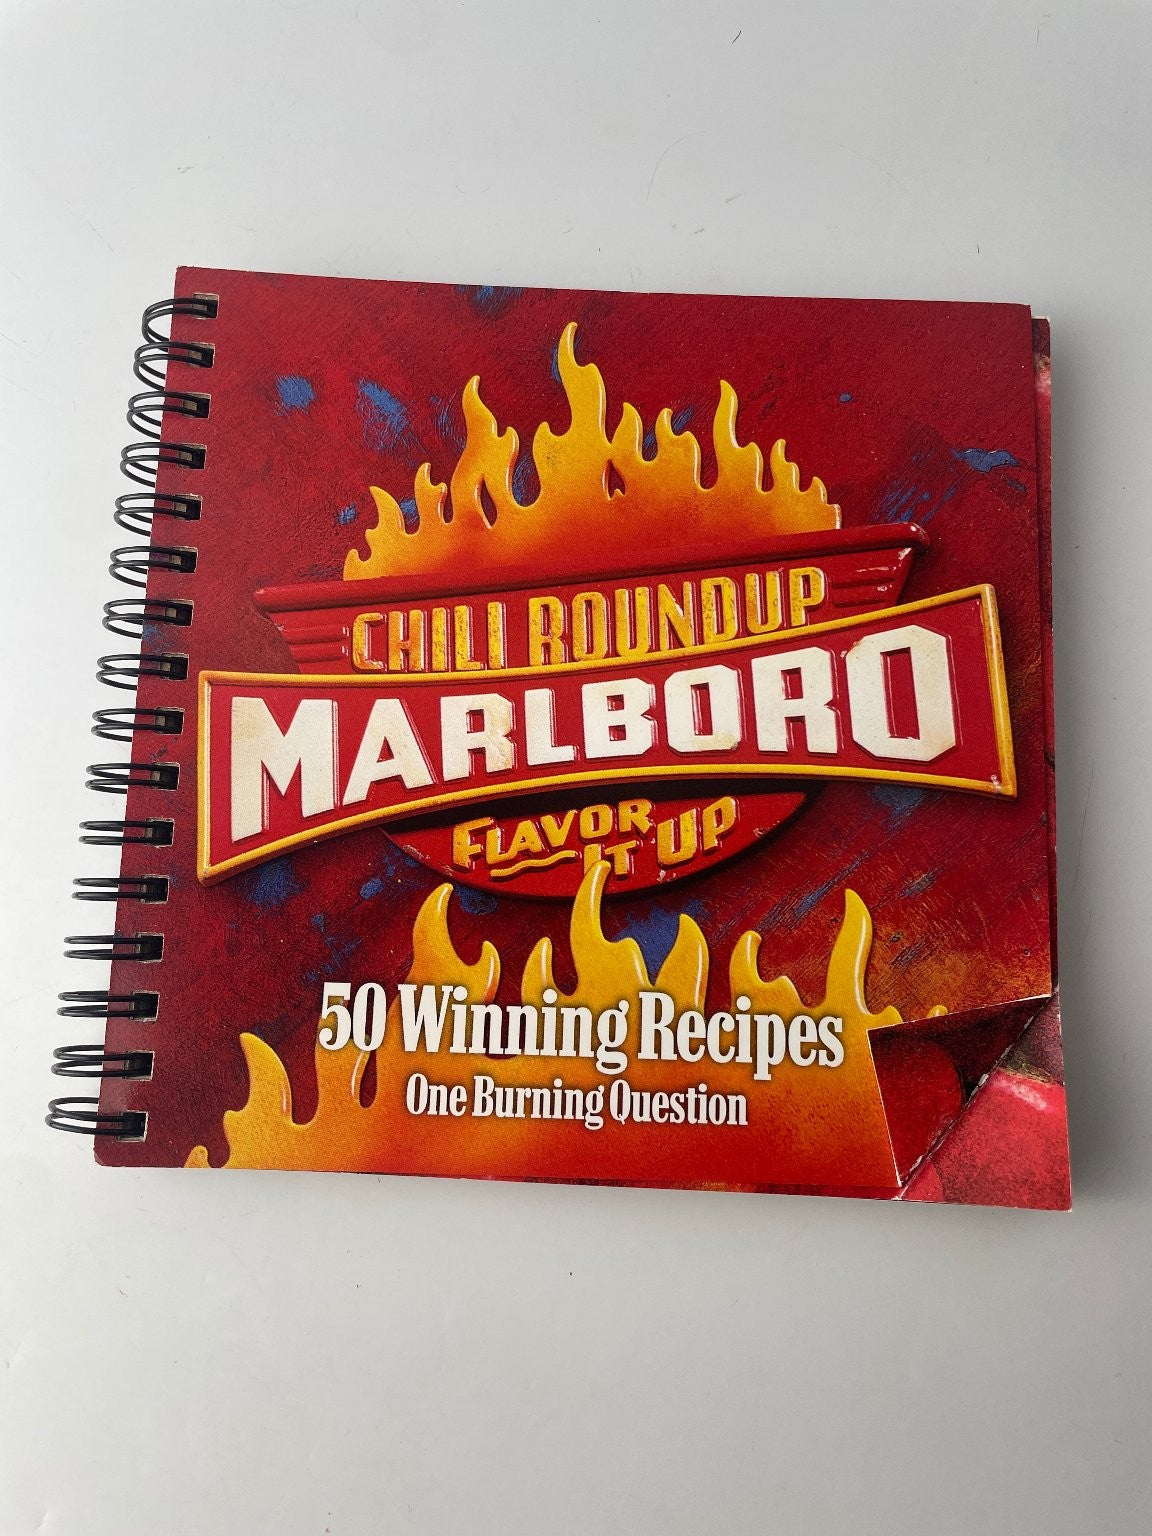 CHILI ROUNDUP
MARLBORO
FLAVOR IT UP
50 Winning Recipes
One Burning Question